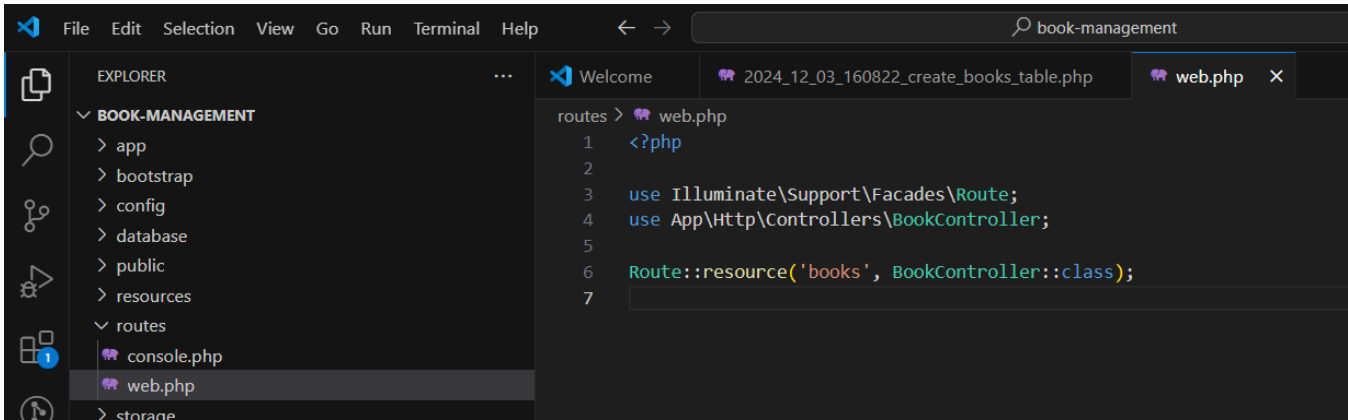 File Edit Selection View Go Run Terminal Help
book-management
EXPLORER
BOOK-MANAGEMENT
app
bootstrap
config
database
public
resources
routes
console.php
web.php
storage
1
Welcome
2024_12_03_160822_create_books_table.php
web.php
routes > web.php
1 <?php
2
3 use Illuminate\Support\Facades\Route;
4 use App\Http\Controllers\BookController;
5
6 Route::resource('books', BookController::class);
7